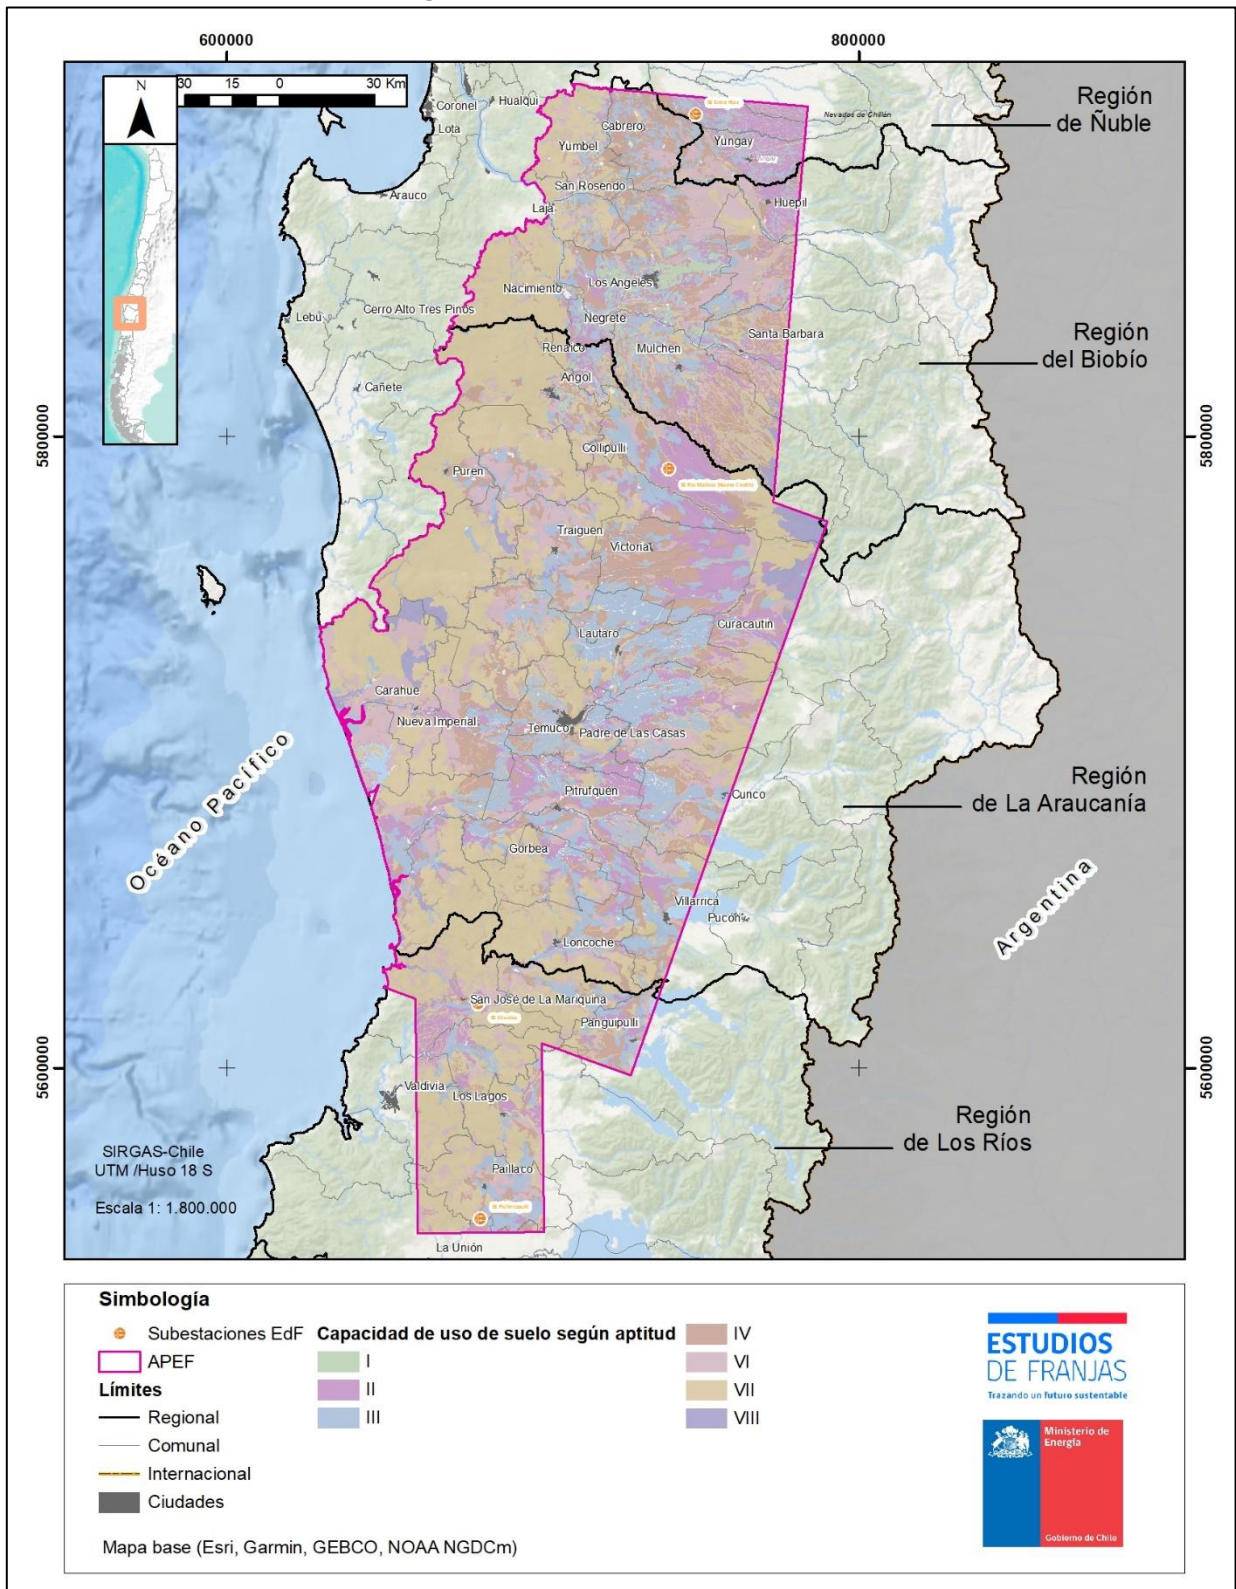 600000
800000
N
30 15 0 30 Km
Coronel
Hualqui
Lota
Cabrero
Yumbel
Yungay
Nevados de Chillán
Región
de Ñuble
San Rosendo
Arauco
Laja
Huepil
Los Angeles
Nacimiento
Cerro Alto Tres Pinos
Lebu
Negrete
Santa Barbara
Región
del Biobío
Renaico
Mulchen
Angol
Cañete
5800000
5800000
Collipulli
Puren
Traiguen
Victoria
Lautaro
Curacautin
Carahue
Nueva Imperial
Temuco
Padre de Las Casas
Océano Pacífico
Pitrufquen
Cunco
Región
de La Araucanía
Gorbea
Villarrica
Pucón
Argentina
Loncoche
San José de La Mariquina
Panguipulli
5600000
5600000
Valdivia
Los Lagos
Región
de Los Ríos
SIRGAS-Chile
UTM /Huso 18 S
Paillaco
Escala 1: 1.800.000
Pichirropulli
La Unión
Simbología
Subestaciones EdF
APEF
Límites
Regional
Comunal
Internacional
Ciudades
Capacidad de uso de suelo según aptitud
I
II
III
IV
VI
VII
VIII
Mapa base (Esri, Garmin, GEBCO, NOAA NGDCm)
ESTUDIOS
DE FRANJAS
Trazando un futuro sustentable
Ministerio de
Energía
Gobierno de Chile